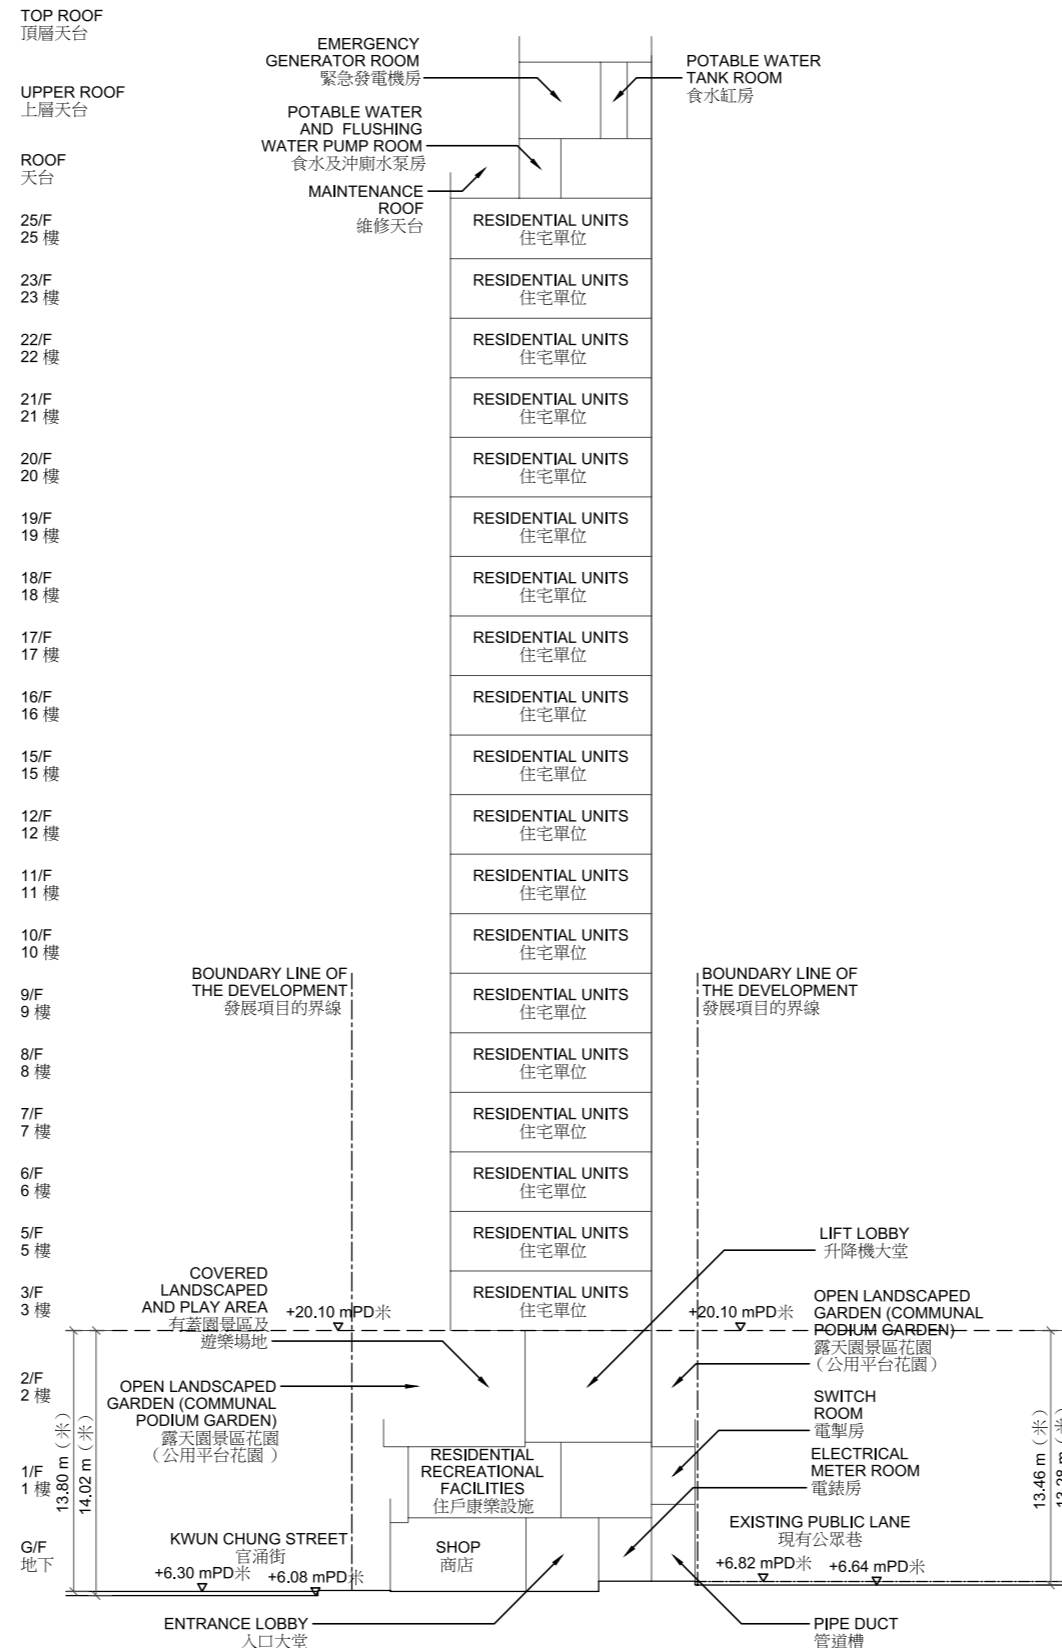 TOP ROOF
頂層天台
EMERGENCY
GENERATOR ROOM
緊急發電機房
POTABLE WATER
TANK ROOM
食水缸房
UPPER ROOF
上層天台
POTABLE WATER
AND FLUSHING
WATER PUMP ROOM
食水及沖廁水泵房
ROOF
天台
MAINTENANCE
ROOF
維修天台
25/F
25 樓
RESIDENTIAL UNITS
住宅單位
23/F
23 樓
RESIDENTIAL UNITS
住宅單位
22/F
22 樓
RESIDENTIAL UNITS
住宅單位
21/F
21 樓
RESIDENTIAL UNITS
住宅單位
20/F
20 樓
RESIDENTIAL UNITS
住宅單位
19/F
19 樓
RESIDENTIAL UNITS
住宅單位
18/F
18 樓
RESIDENTIAL UNITS
住宅單位
17/F
17 樓
RESIDENTIAL UNITS
住宅單位
16/F
16 樓
RESIDENTIAL UNITS
住宅單位
15/F
15 樓
RESIDENTIAL UNITS
住宅單位
12/F
12 樓
RESIDENTIAL UNITS
住宅單位
11/F
11 樓
RESIDENTIAL UNITS
住宅單位
10/F
10 樓
RESIDENTIAL UNITS
住宅單位
BOUNDARY LINE OF
THE DEVELOPMENT
發展項目的界線
BOUNDARY LINE OF
THE DEVELOPMENT
發展項目的界線
9/F
9 樓
RESIDENTIAL UNITS
住宅單位
8/F
8 樓
RESIDENTIAL UNITS
住宅單位
7/F
7 樓
RESIDENTIAL UNITS
住宅單位
6/F
6 樓
RESIDENTIAL UNITS
住宅單位
5/F
5 樓
RESIDENTIAL UNITS
住宅單位
LIFT LOBBY
升降機大堂
3/F
3 樓
RESIDENTIAL UNITS
住宅單位
COVERED
LANDSCAPED
AND PLAY AREA
有蓋園景區及
遊樂場地
+20.10 mPD米
+20.10 mPD米
OPEN LANDSCAPED
GARDEN (COMMUNAL
PODIUM GARDEN)
露天園景區花園
（公用平台花園）
2/F
2 樓
OPEN LANDSCAPED
GARDEN (COMMUNAL
PODIUM GARDEN)
露天園景區花園
（公用平台花園 ）
SWITCH
ROOM
電掣房
13.80 m（米）
14.02 m（米）
13.46 m（米）
13.28 m（米）
1/F
1 樓
RESIDENTIAL
RECREATIONAL
FACILITIES
住戶康樂設施
ELECTRICAL
METER ROOM
電錶房
G/F
地下
KWUN CHUNG STREET
官涌街
+6.30 mPD米
+6.08 mPD米
SHOP
商店
EXISTING PUBLIC LANE
現有公眾巷
+6.82 mPD米
+6.64 mPD米
ENTRANCE LOBBY
入口大堂
PIPE DUCT
管道槽